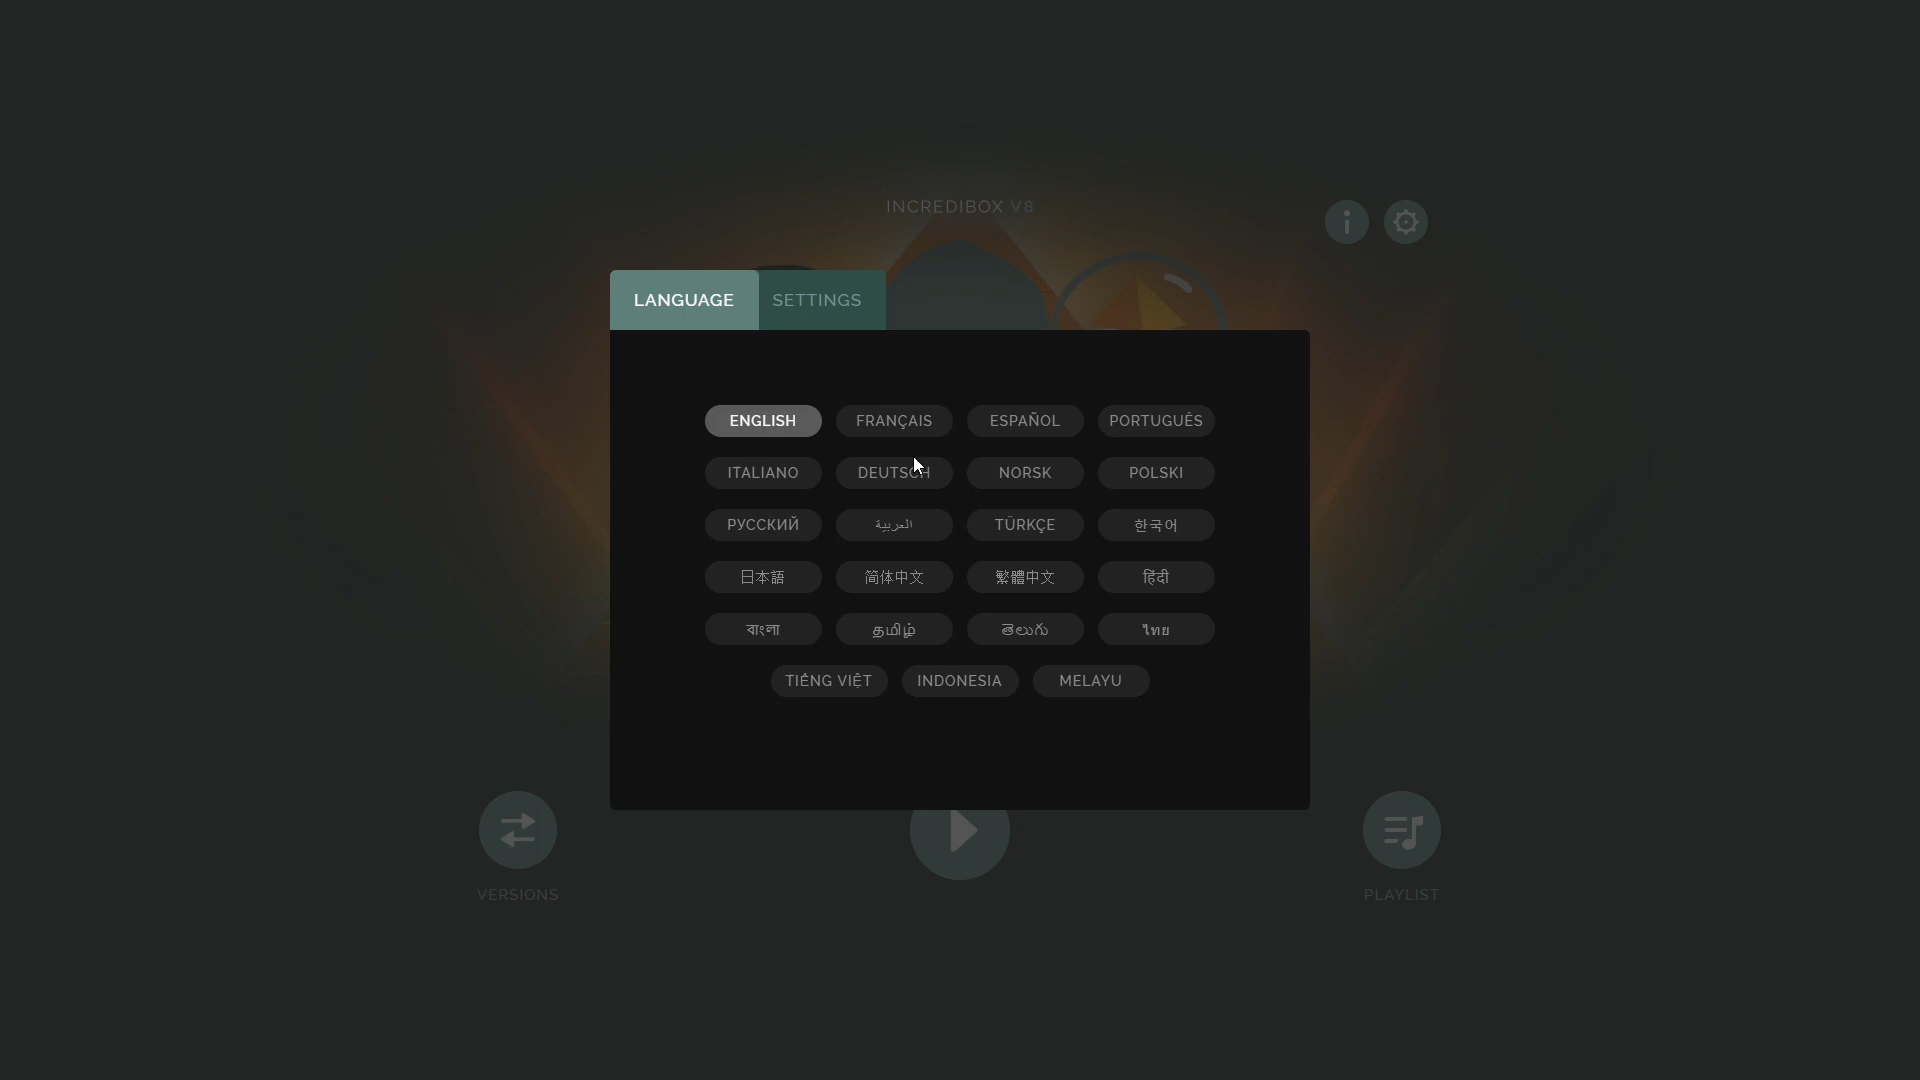 INCREDIBOX V8
LANGUAGE SETTINGS
ENGLISH FRANÇAIS ESPAÑOL PORTUGUÊS
ITALIANO DEUTSCH NORSK POLSKI
РУССКИЙ العربية TÜRKÇE 한국어
日本語 简体中文 繁體中文 हिंदी
বাংলা தமிழ் తెలుగు ไทย
TIẾNG VIỆT INDONESIA MELAYU
VERSIONS PLAYLIST